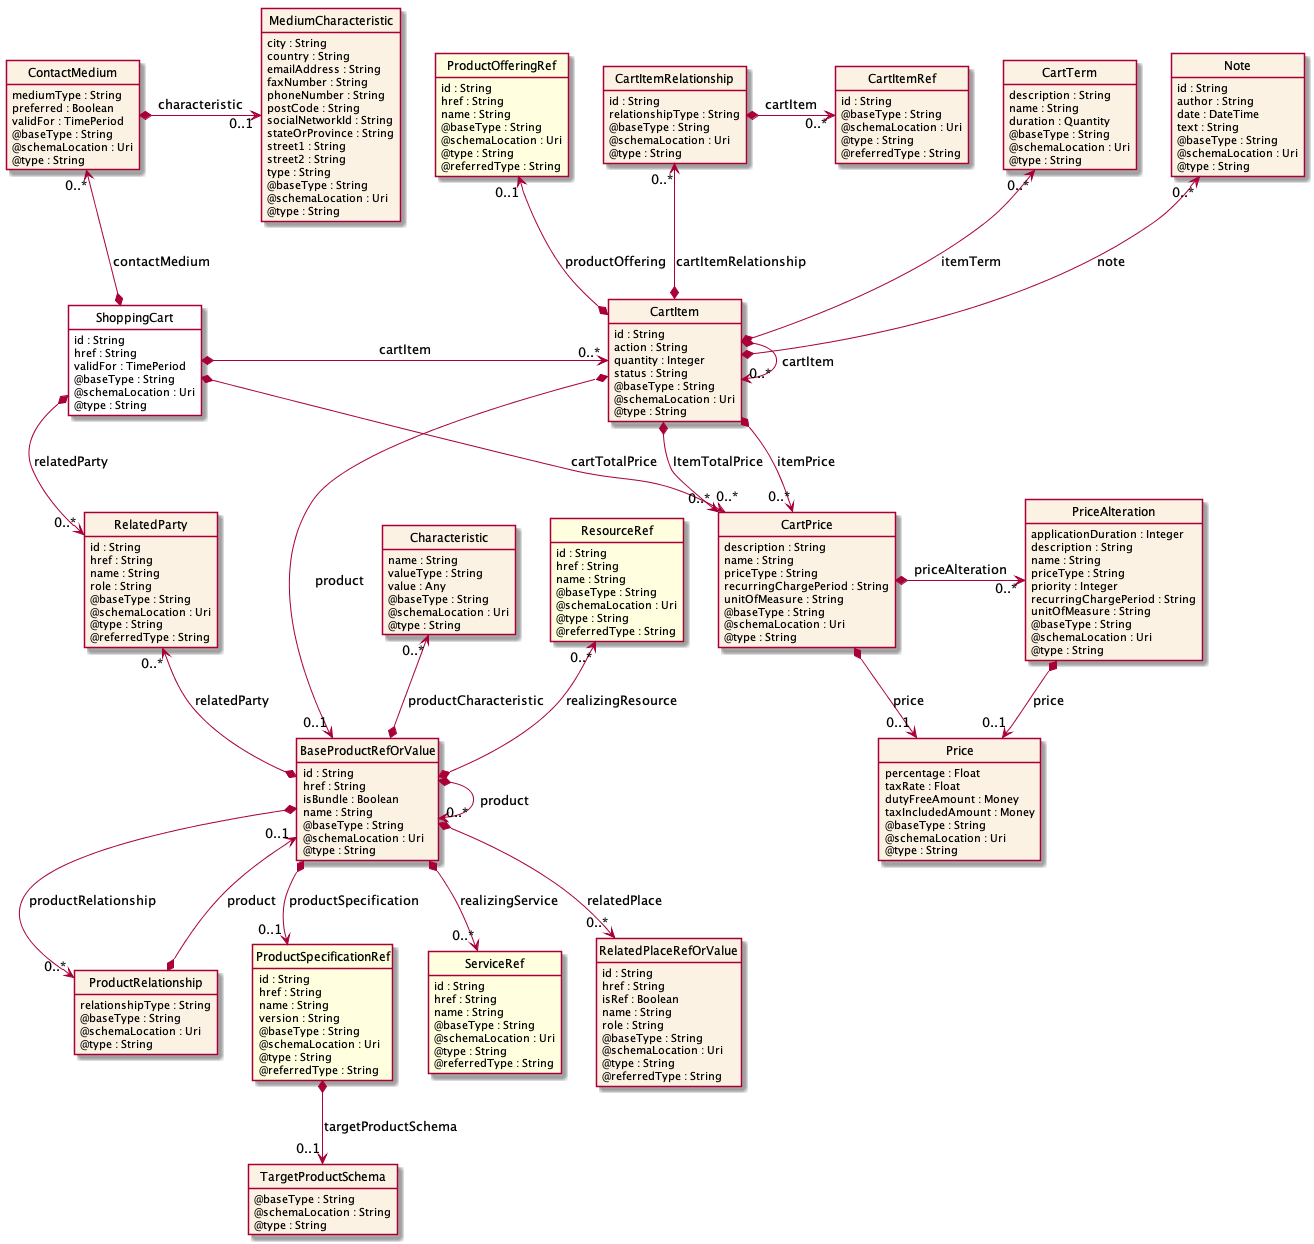 MediumCharacteristic
city : String
country : String
emailAddress : String
faxNumber : String
phoneNumber : String
postCode : String
socialNetworkId : String
stateOrProvince : String
street1 : String
street2 : String
type : String
@baseType : String
@schemaLocation : Uri
@type : String
ContactMedium
mediumType : String
preferred : Boolean
validFor : TimePeriod
@baseType : String
@schemaLocation : Uri
@type : String
characteristic
0..1
ProductOfferingRef
id : String
href : String
name : String
@baseType : String
@schemaLocation : Uri
@type : String
@referredType : String
CartItemRelationship
id : String
relationshipType : String
@baseType : String
@schemaLocation : Uri
@type : String
cartItem
0..*
CartItemRef
id : String
@baseType : String
@schemaLocation : Uri
@type : String
@referredType : String
CartTerm
description : String
name : String
duration : Quantity
@baseType : String
@schemaLocation : Uri
@type : String
Note
id : String
author : String
date : DateTime
text : String
@baseType : String
@schemaLocation : Uri
@type : String
0..*
0..1
0..*
0..*
0..*
contactMedium
productOffering
cartItemRelationship
itemTerm
note
ShoppingCart
id : String
href : String
validFor : TimePeriod
@baseType : String
@schemaLocation : Uri
@type : String
cartItem
0..*
CartItem
id : String
action : String
quantity : Integer
status : String
@baseType : String
@schemaLocation : Uri
@type : String
cartItem
0..*
relatedParty
0..*
cartTotalPrice
0..*
ItemTotalPrice
0..*
itemPrice
0..*
RelatedParty
id : String
href : String
name : String
role : String
@baseType : String
@schemaLocation : Uri
@type : String
@referredType : String
product
0..1
Characteristic
name : String
valueType : String
value : Any
@baseType : String
@schemaLocation : Uri
@type : String
ResourceRef
id : String
href : String
name : String
@baseType : String
@schemaLocation : Uri
@type : String
@referredType : String
CartPrice
description : String
name : String
priceType : String
recurringChargePeriod : String
unitOfMeasure : String
@baseType : String
@schemaLocation : Uri
@type : String
priceAlteration
0..*
PriceAlteration
applicationDuration : Integer
description : String
name : String
priceType : String
priority : Integer
recurringChargePeriod : String
unitOfMeasure : String
@baseType : String
@schemaLocation : Uri
@type : String
0..*
relatedParty
0..*
productCharacteristic
0..*
realizingResource
price
0..1
price
0..1
BaseProductRefOrValue
id : String
href : String
isBundle : Boolean
name : String
@baseType : String
@schemaLocation : Uri
@type : String
product
0..*
0..1
Price
percentage : Float
taxRate : Float
dutyFreeAmount : Money
taxIncludedAmount : Money
@baseType : String
@schemaLocation : Uri
@type : String
productRelationship
0..*
product
productSpecification
0..1
realizingService
0..*
relatedPlace
0..*
ProductRelationship
relationshipType : String
@baseType : String
@schemaLocation : Uri
@type : String
ProductSpecificationRef
id : String
href : String
name : String
version : String
@baseType : String
@schemaLocation : Uri
@type : String
@referredType : String
ServiceRef
id : String
href : String
name : String
@baseType : String
@schemaLocation : Uri
@type : String
@referredType : String
RelatedPlaceRefOrValue
id : String
href : String
isRef : Boolean
name : String
role : String
@baseType : String
@schemaLocation : Uri
@type : String
@referredType : String
targetProductSchema
0..1
TargetProductSchema
@baseType : String
@schemaLocation : String
@type : String